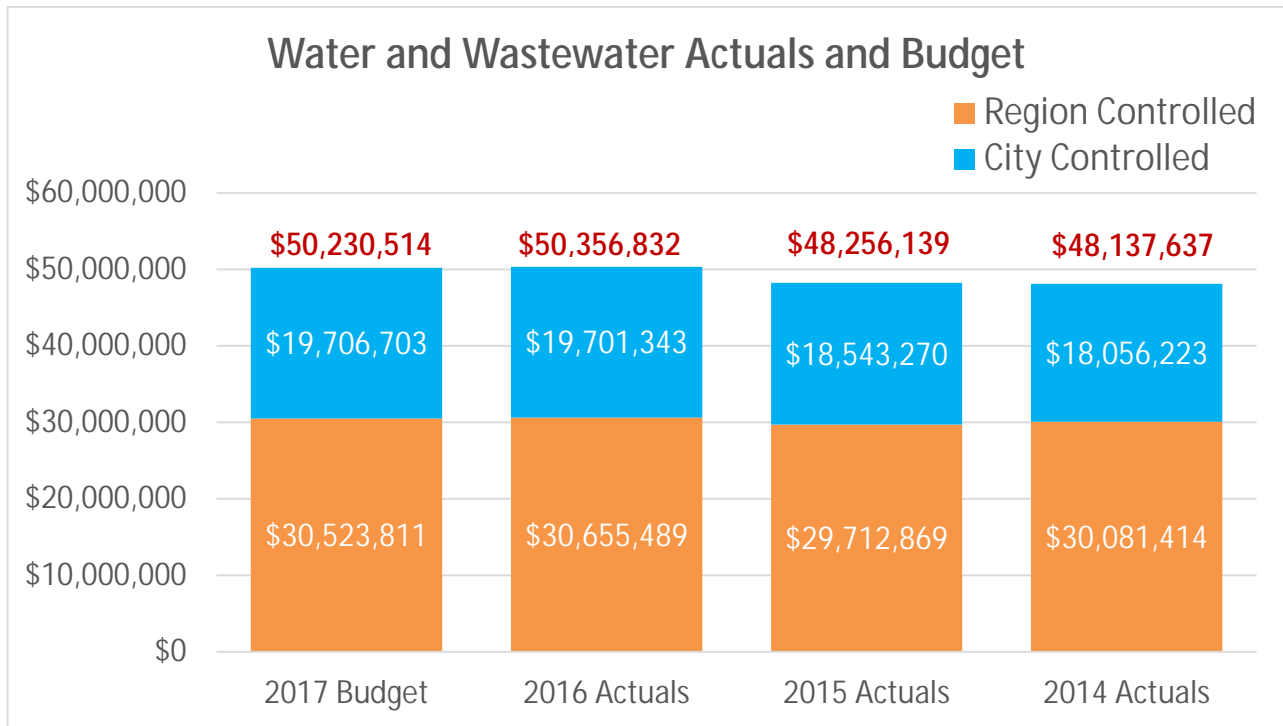 Water and Wastewater Actuals and Budget
Region Controlled
City Controlled
$60,000,000
$50,230,514 $50,356,832 $48,256,139 $48,137,637
$50,000,000
$40,000,000
$19,706,703 $19,701,343 $18,543,270 $18,056,223
$30,000,000
$20,000,000
$30,523,811 $30,655,489 $29,712,869 $30,081,414
$10,000,000
$0
2017 Budget 2016 Actuals 2015 Actuals 2014 Actuals